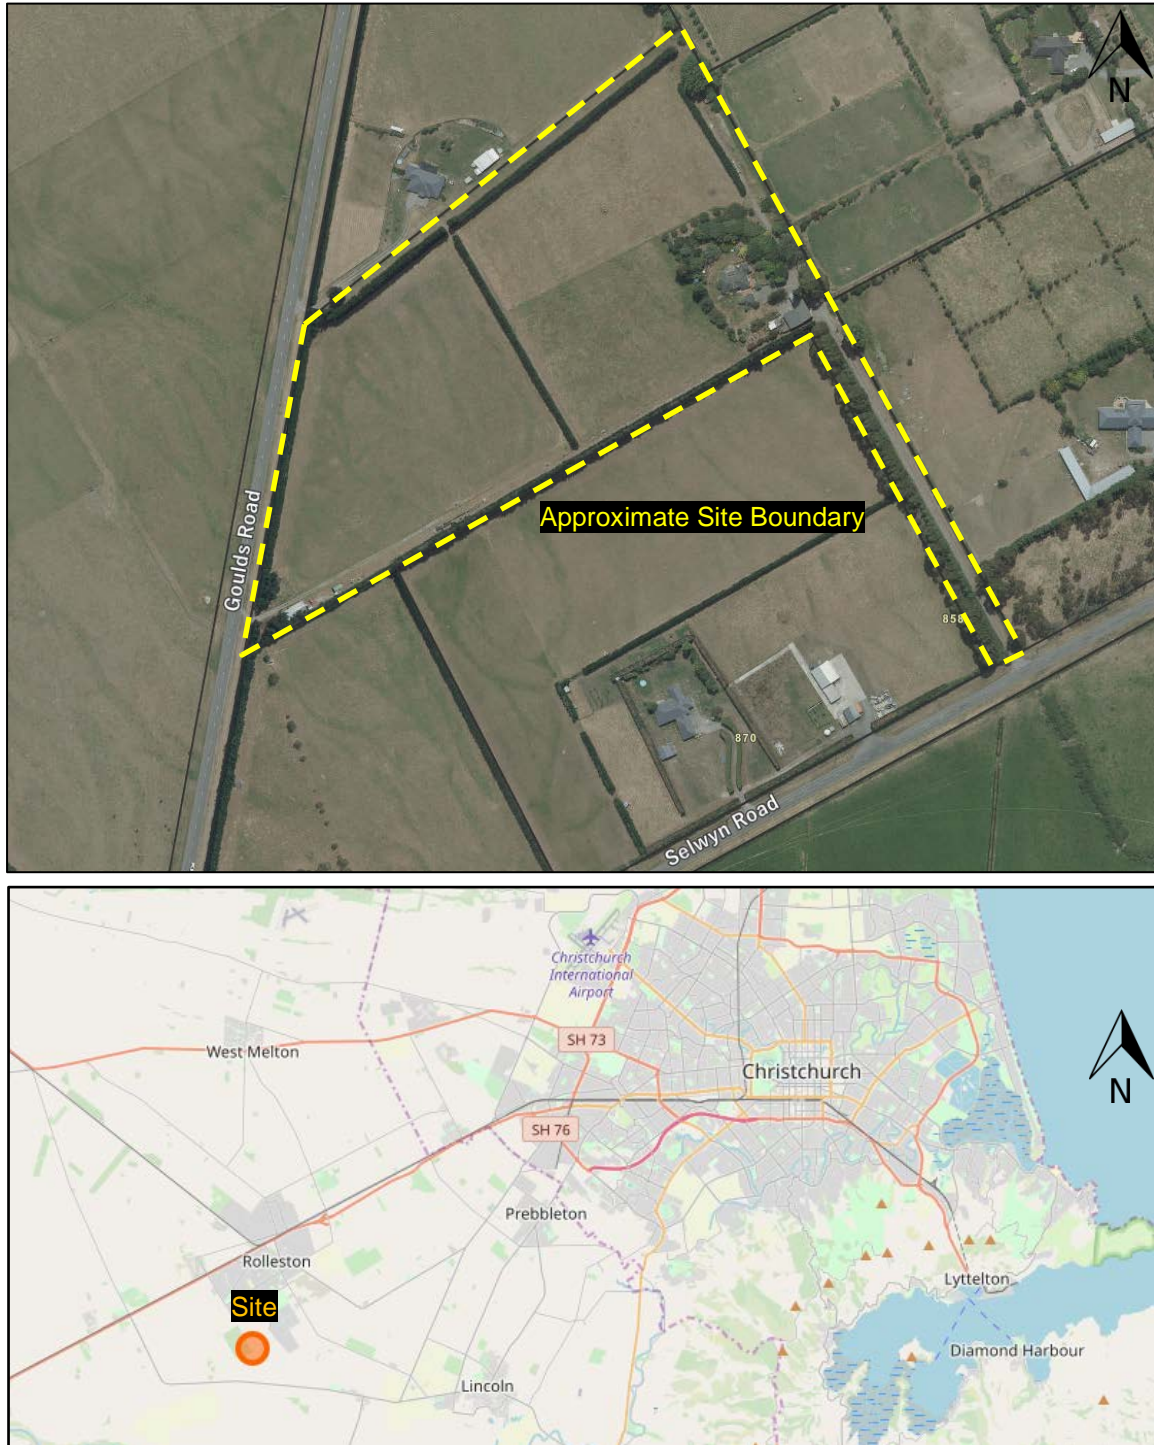 N
Approximate Site Boundary
Goulds Road
858
870
Selwyn Road
Christchurch
International
Airport
SH 73
West Melton
Christchurch
N
SH 76
Prebbleton
Rolleston
Lyttelton
Site
Diamond Harbour
Lincoln